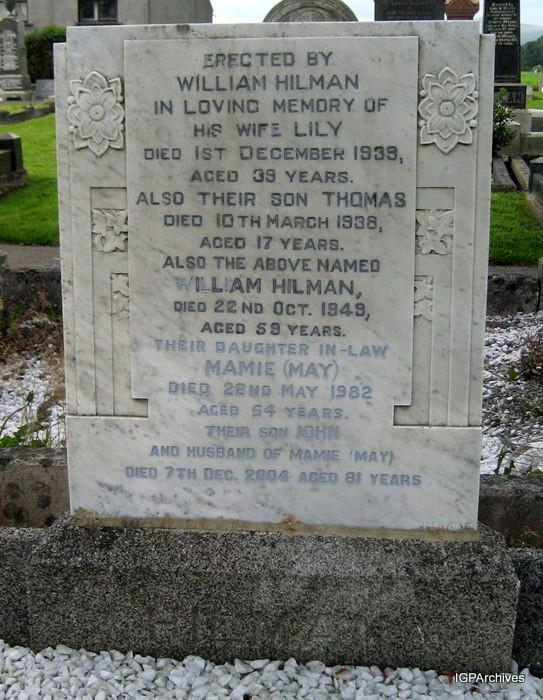 ERECTED BY
WILLIAM HILMAN
IN LOVING MEMORY OF
HIS WIFE LILY
DIED 1ST DECEMBER 1939,
AGED 39 YEARS.
ALSO THEIR SON THOMAS
DIED 10TH MARCH 1938,
AGED 17 YEARS.
ALSO THE ABOVE NAMED
WILLIAM HILMAN,
DIED 22ND OCT. 1949,
AGED 59 YEARS.
THEIR DAUGHTER IN-LAW
MAMIE (MAY)
DIED 22ND MAY 1982
AGED 54 YEARS.
THEIR SON JOHN
AND HUSBAND OF MAMIE (MAY)
DIED 7TH DEC. 2004 AGED 81 YEARS
IGPArchives